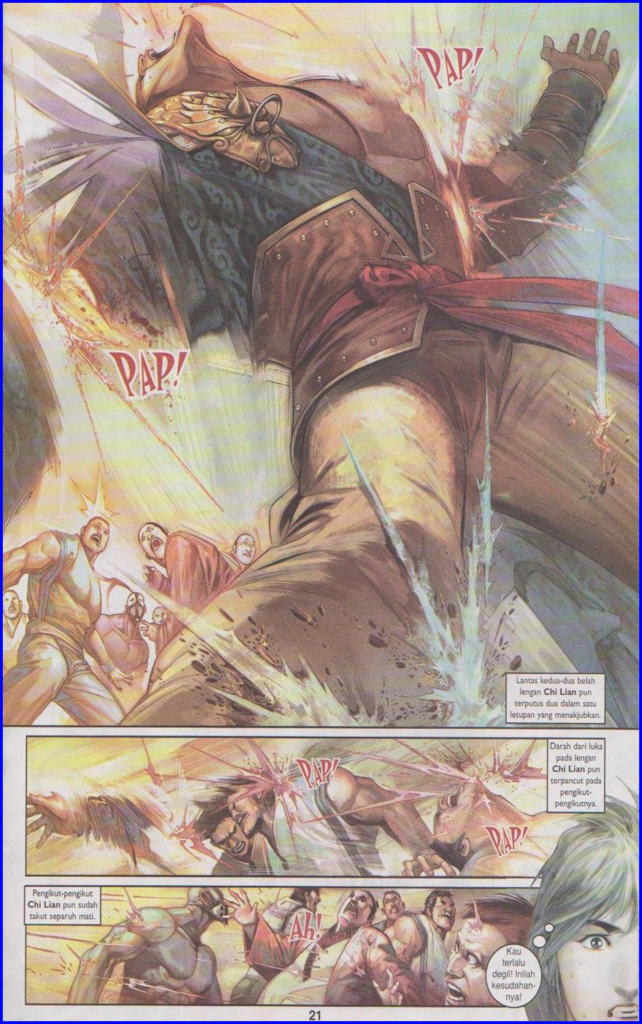 PAP!
PAP!
Lantas kedua-dua belah
lengan Chi Lian pun
terputus dua dalam satu
letupan yang menakjubkan.
Darah dari luka
pada lengan
Chi Lian pun
terpancut pada
pengikut-
pengikutnya.
PAP!
PAP!
Pengikut-pengikut
Chi Lian pun sudah
takut separuh mati.
Ah!
Kau
terlalu
degil! Inilah
kesudahan-
nya!
21